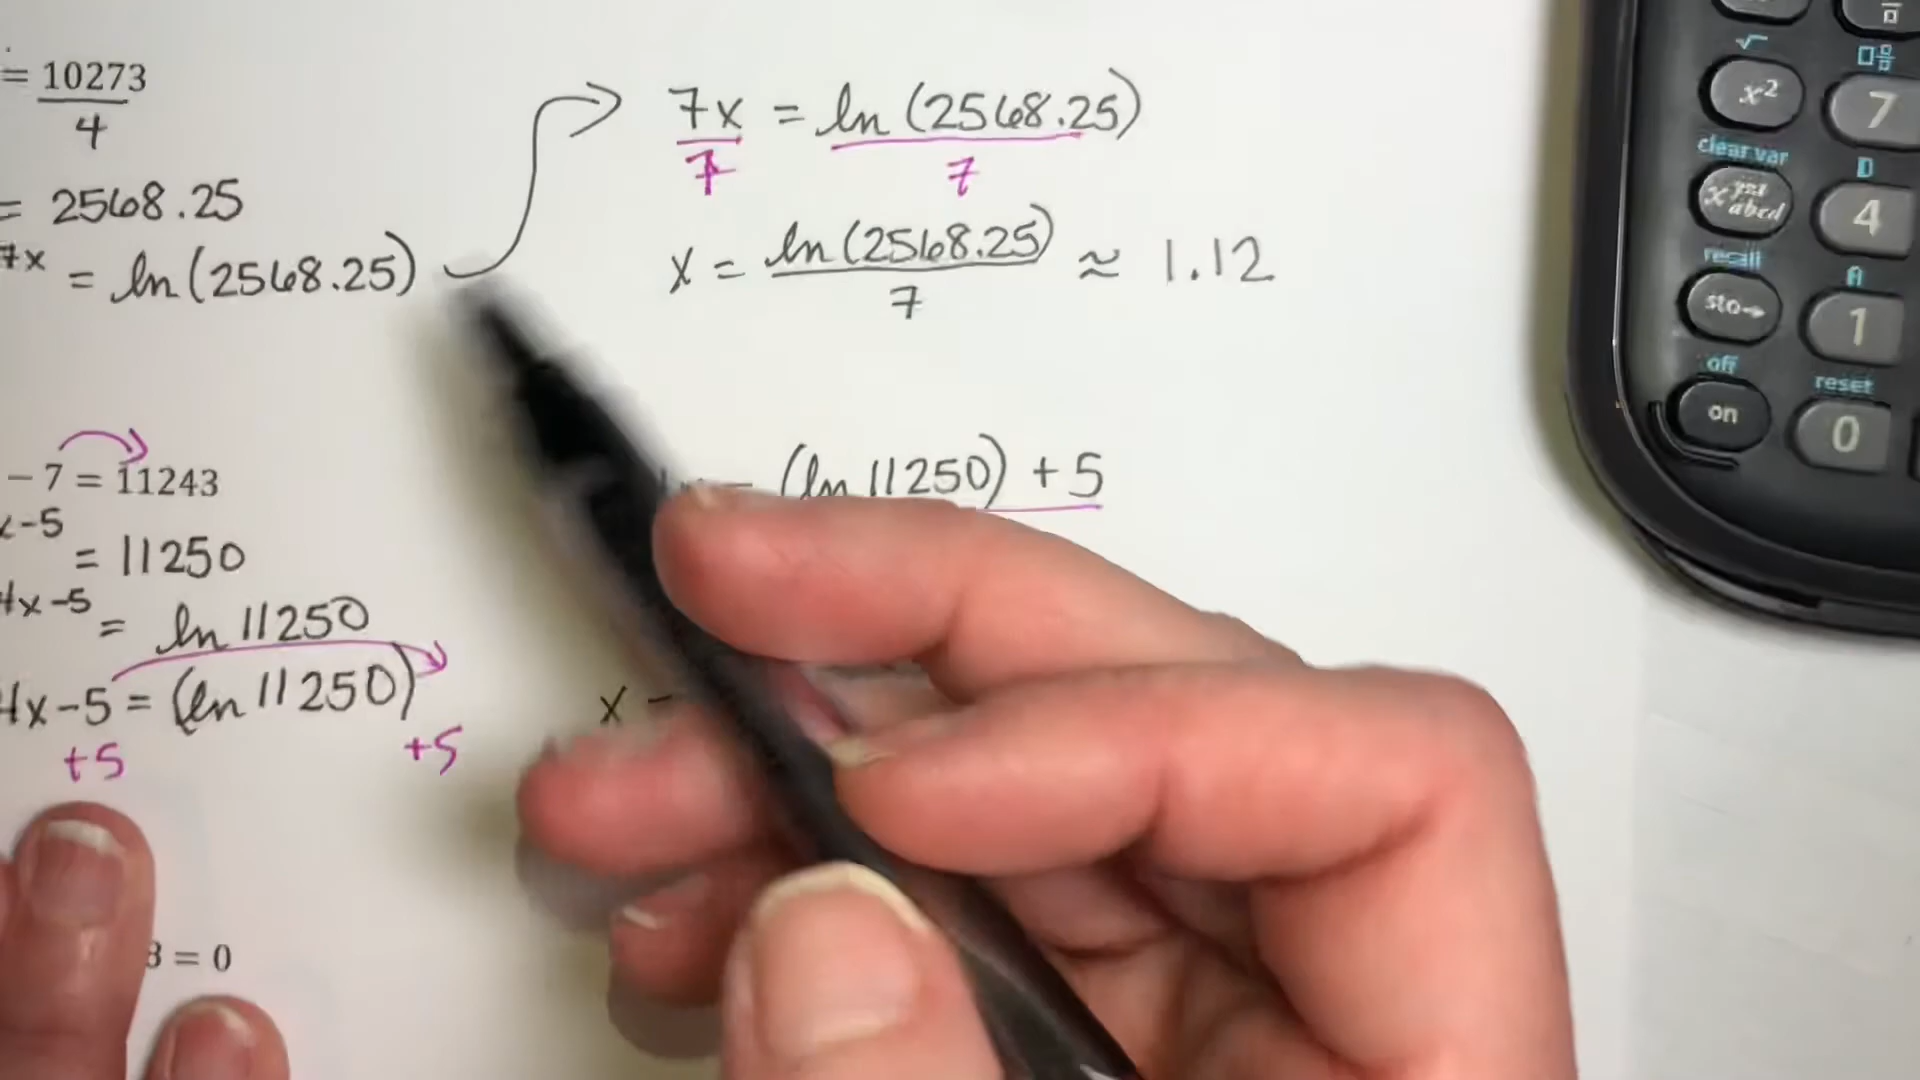 = 10273
4
= 2568.25
7x = ln(2568.25)
7x = ln(2568.25)
7 7
x = ln(2568.25) ≈ 1.12
7
- 7 = 11243
x-5 = 11250
4x-5 = ln 11250
4x-5 = (ln 11250)
+5 +5
(ln 11250) + 5
x =
3 = 0
√
x²
7
clear var
D
abcd
4
recall
A
sto→
1
off
reset
on
0